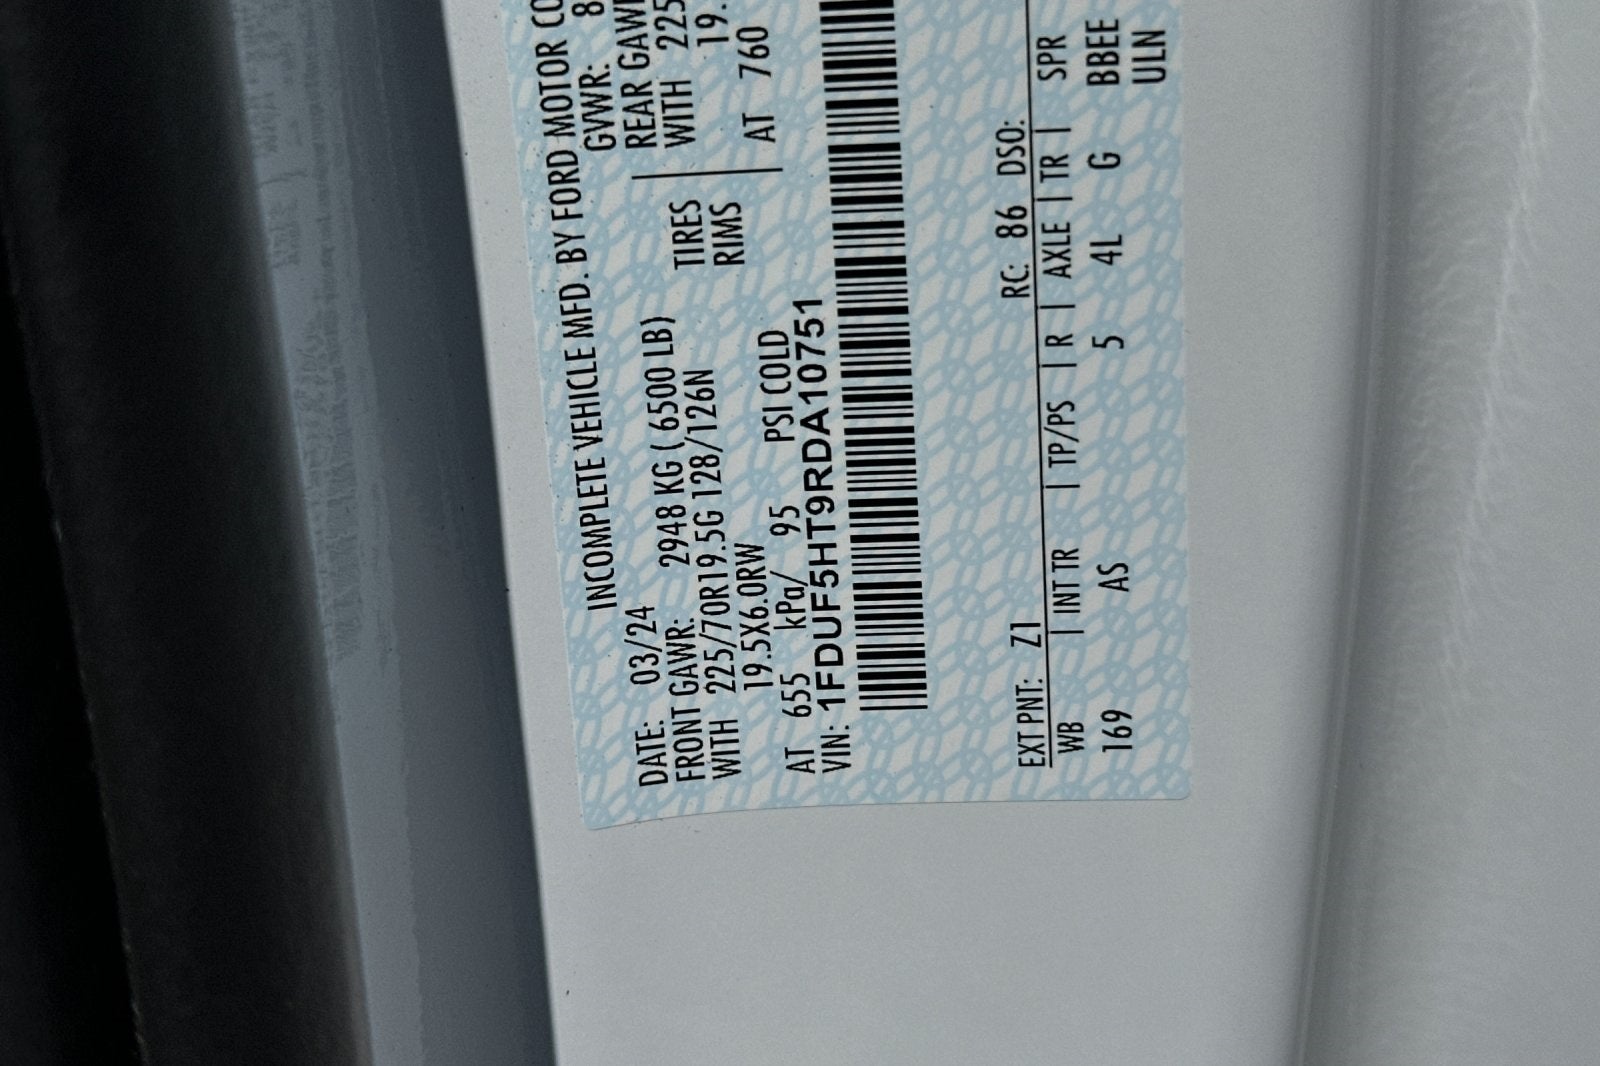 INCOMPLETE VEHICLE MFD. BY FORD MOTOR CO
DATE: 03/24 GVWR: 8
FRONT GAWR: 2948 KG ( 6500 LB) REAR GAWR
WITH 225/70R19.5G 128/126N TIRES WITH 225
19.5X6.0RW RIMS 19.
AT 655 kPa/ 95 PSI COLD AT 760
VIN: 1FDUF5HT9RDA10751
EXT PNT: Z1 RC: 86 DSO:
WB | INT TR | TP/PS | R | AXLE | TR | SPR
169 AS 5 4L G BBEE
ULN